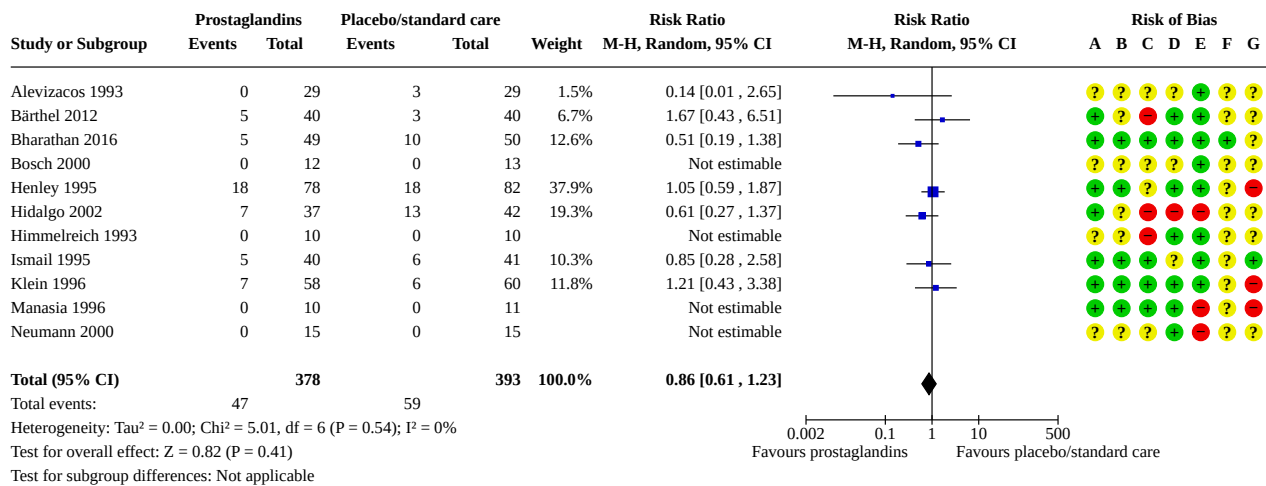 Prostaglandins Placebo/standard care Risk Ratio Risk Ratio Risk of Bias
Study or Subgroup Events Total Events Total Weight M-H, Random, 95% CI M-H, Random, 95% CI A B C D E F G
Alevizacos 1993 0 29 3 29 1.5% 0.14 [0.01 , 2.65] ? ? ? ? + ? ?
Bärthel 2012 5 40 3 40 6.7% 1.67 [0.43 , 6.51] + ? − + + ? ?
Bharathan 2016 5 49 10 50 12.6% 0.51 [0.19 , 1.38] + + + + + + ?
Bosch 2000 0 12 0 13 Not estimable ? ? ? ? + ? ?
Henley 1995 18 78 18 82 37.9% 1.05 [0.59 , 1.87] + + ? + + ? −
Hidalgo 2002 7 37 13 42 19.3% 0.61 [0.27 , 1.37] + ? − − − ? ?
Himmelreich 1993 0 10 0 10 Not estimable ? ? − + + ? ?
Ismail 1995 5 40 6 41 10.3% 0.85 [0.28 , 2.58] + + + ? + ? +
Klein 1996 7 58 6 60 11.8% 1.21 [0.43 , 3.38] + + + + + ? −
Manasia 1996 0 10 0 11 Not estimable + + + + − ? −
Neumann 2000 0 15 0 15 Not estimable ? ? ? + − ? ?
Total (95% CI) 378 393 100.0% 0.86 [0.61 , 1.23]
Total events: 47 59
Heterogeneity: Tau² = 0.00; Chi² = 5.01, df = 6 (P = 0.54); I² = 0%
Test for overall effect: Z = 0.82 (P = 0.41)
Test for subgroup differences: Not applicable
0.002 0.1 1 10 500
Favours prostaglandins Favours placebo/standard care